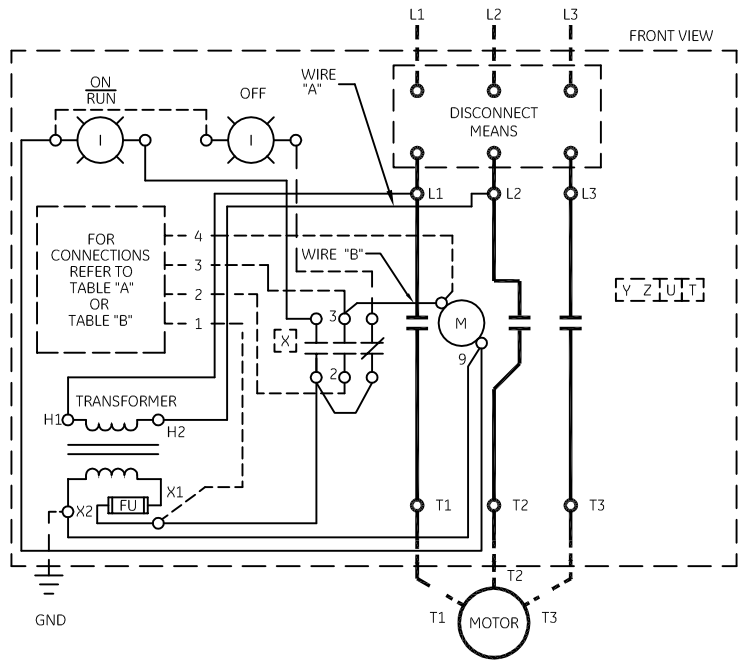 L1 L2 L3
FRONT VIEW
ON
RUN
OFF
WIRE
"A"
DISCONNECT
MEANS
I I
L1 L2 L3
4
FOR
CONNECTIONS
REFER TO
TABLE "A"
OR
TABLE "B"
WIRE "B"
3
2
1
Y Z U T
3
X
M
9
2
TRANSFORMER
H1
H2
X1
X2
FU
T1 T2 T3
GND
T2
T1
T3
MOTOR